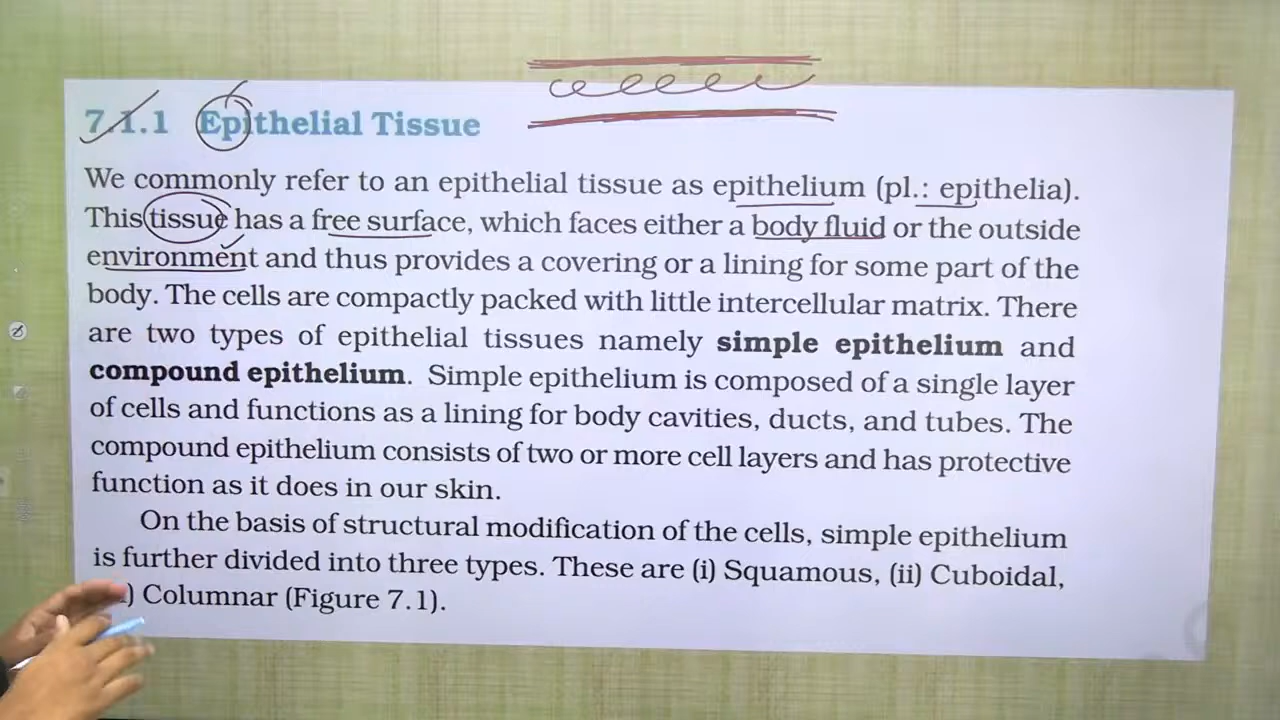 7.1.1 Epithelial Tissue
We commonly refer to an epithelial tissue as epithelium (pl.: epithelia).
This tissue has a free surface, which faces either a body fluid or the outside
environment and thus provides a covering or a lining for some part of the
body. The cells are compactly packed with little intercellular matrix. There
are two types of epithelial tissues namely simple epithelium and
compound epithelium. Simple epithelium is composed of a single layer
of cells and functions as a lining for body cavities, ducts, and tubes. The
compound epithelium consists of two or more cell layers and has protective
function as it does in our skin.
On the basis of structural modification of the cells, simple epithelium
is further divided into three types. These are (i) Squamous, (ii) Cuboidal,
) Columnar (Figure 7.1).